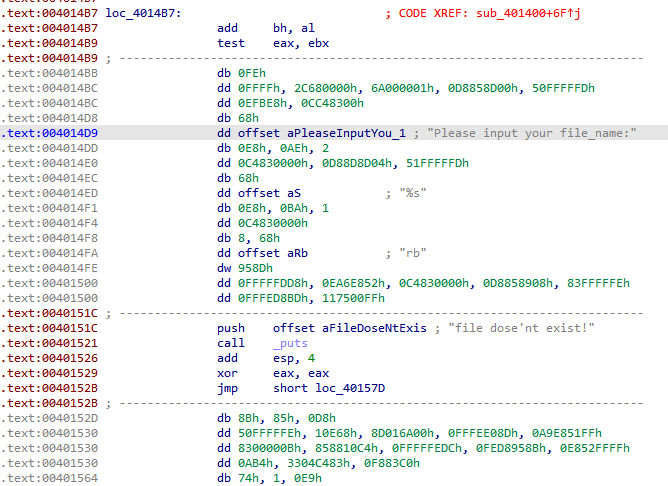 .text:004014B7 loc_4014B7: ; CODE XREF: sub_401400+6F↑j
.text:004014B7 add bh, al
.text:004014B9 test eax, ebx
.text:004014B9 ; ---------------------------------------------------------------------------
.text:004014BB db 0FEh
.text:004014BC dd 0FFFFh, 2C680000h, 6A000001h, 0D8858D00h, 50FFFFFDh
.text:004014BC dd 0EFBE8h, 0CC48300h
.text:004014D8 db 68h
.text:004014D9 dd offset aPleaseInputYou_1 ; "Please input your file_name:"
.text:004014DD db 0E8h, 0AEh, 2
.text:004014E0 dd 0C4830000h, 0D88D8D04h, 51FFFFFDh
.text:004014EC db 68h
.text:004014ED dd offset aS ; "%s"
.text:004014F1 db 0E8h, 0BAh, 1
.text:004014F4 dd 0C4830000h
.text:004014F8 db 8, 68h
.text:004014FA dd offset aRb ; "rb"
.text:004014FE dw 958Dh
.text:00401500 dd 0FFFFFDD8h, 0EA6E852h, 0C4830000h, 0D8858908h, 83FFFFFEh
.text:00401500 dd 0FFFED8BDh, 117500FFh
.text:0040151C ; ---------------------------------------------------------------------------
.text:0040151C push offset aFileDoseNtExis ; "file dose'nt exist!"
.text:00401521 call _puts
.text:00401526 add esp, 4
.text:00401529 xor eax, eax
.text:0040152B jmp short loc_40157D
.text:0040152B ; ---------------------------------------------------------------------------
.text:0040152D db 8Bh, 85h, 0D8h
.text:00401530 dd 50FFFFFEh, 10E68h, 8D016A00h, 0FFFEE08Dh, 0A9E851FFh
.text:00401530 dd 8300000Bh, 858810C4h, 0FFFFFEDCh, 0FED8958Bh, 0E852FFFFh
.text:00401530 dd 0AB4h, 3304C483h, 0F883C0h
.text:00401564 db 74h, 1, 0E9h